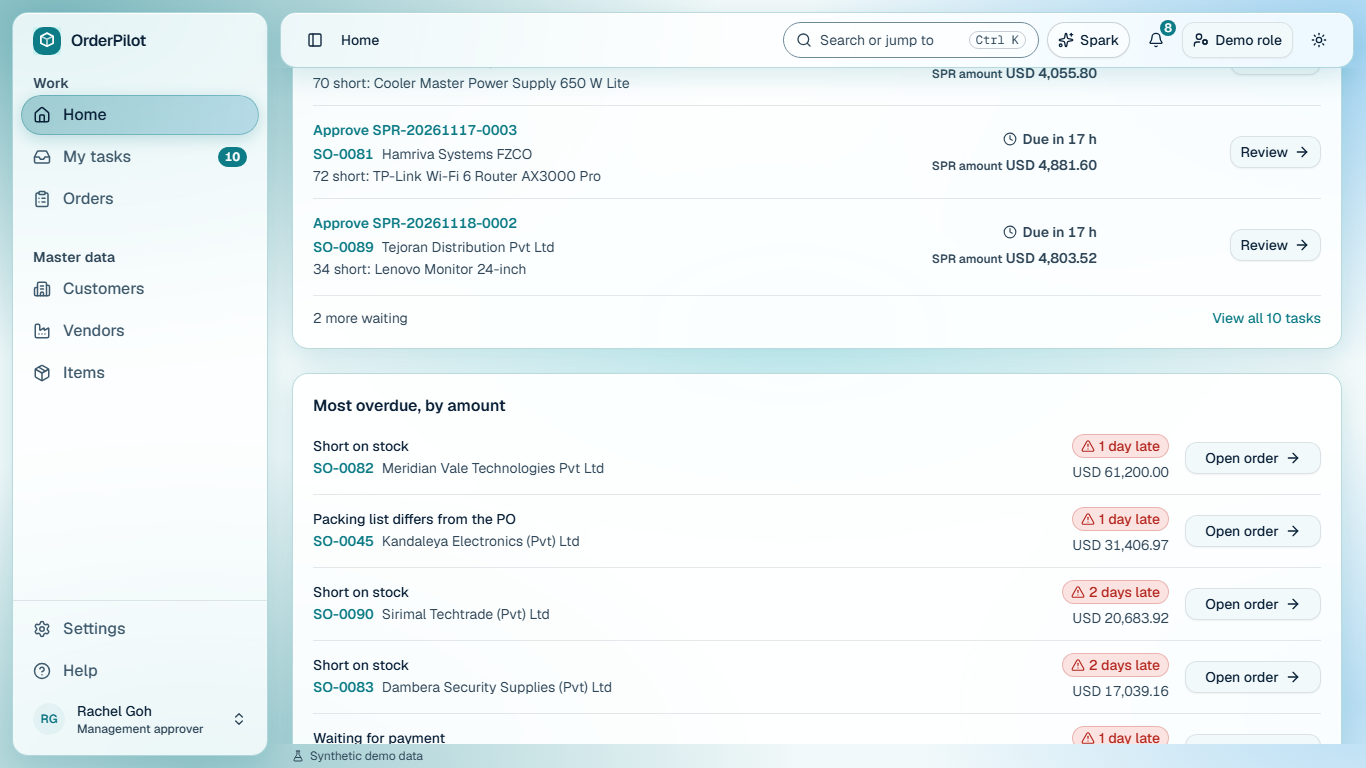 OrderPilot
Work
Home
My tasks 10
Orders
Master data
Customers
Vendors
Items
Settings
Help
RG
Rachel Goh
Management approver
Home
Search or jump to Ctrl K
Spark
8
Demo role
SPR amount USD 4,055.80
70 short: Cooler Master Power Supply 650 W Lite
Approve SPR-20261117-0003
SO-0081 Hamriva Systems FZCO
72 short: TP-Link Wi-Fi 6 Router AX3000 Pro
Due in 17 h
SPR amount USD 4,881.60
Review
Approve SPR-20261118-0002
SO-0089 Tejoran Distribution Pvt Ltd
34 short: Lenovo Monitor 24-inch
Due in 17 h
SPR amount USD 4,803.52
Review
2 more waiting
View all 10 tasks
Most overdue, by amount
Short on stock
SO-0082 Meridian Vale Technologies Pvt Ltd
1 day late
USD 61,200.00
Open order
Packing list differs from the PO
SO-0045 Kandaleya Electronics (Pvt) Ltd
1 day late
USD 31,406.97
Open order
Short on stock
SO-0090 Sirimal Techtrade (Pvt) Ltd
2 days late
USD 20,683.92
Open order
Short on stock
SO-0083 Dambera Security Supplies (Pvt) Ltd
2 days late
USD 17,039.16
Open order
Waiting for payment
1 day late
Synthetic demo data